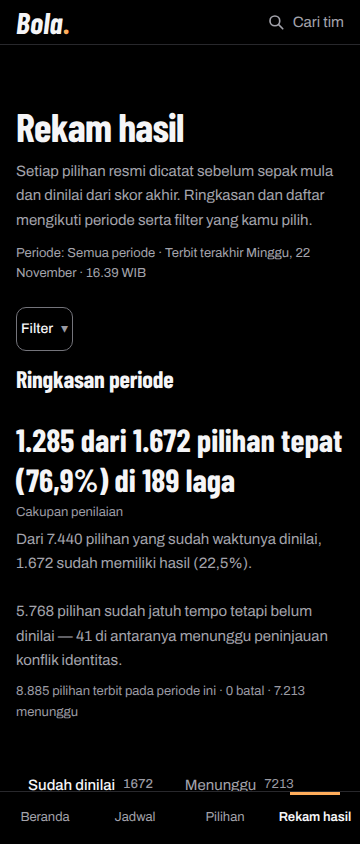 Bola.
Cari tim
Rekam hasil
Setiap pilihan resmi dicatat sebelum sepak mula
dan dinilai dari skor akhir. Ringkasan dan daftar
mengikuti periode serta filter yang kamu pilih.
Periode: Semua periode · Terbit terakhir Minggu, 22
November · 16.39 WIB
Filter ▼
Ringkasan periode
1.285 dari 1.672 pilihan tepat
(76,9%) di 189 laga
Cakupan penilaian
Dari 7.440 pilihan yang sudah waktunya dinilai,
1.672 sudah memiliki hasil (22,5%).
5.768 pilihan sudah jatuh tempo tetapi belum
dinilai — 41 di antaranya menunggu peninjauan
konflik identitas.
8.885 pilihan terbit pada periode ini · 0 batal · 7.213
menunggu
Sudah dinilai 1672 Menunggu 7213
Beranda Jadwal Pilihan Rekam hasil